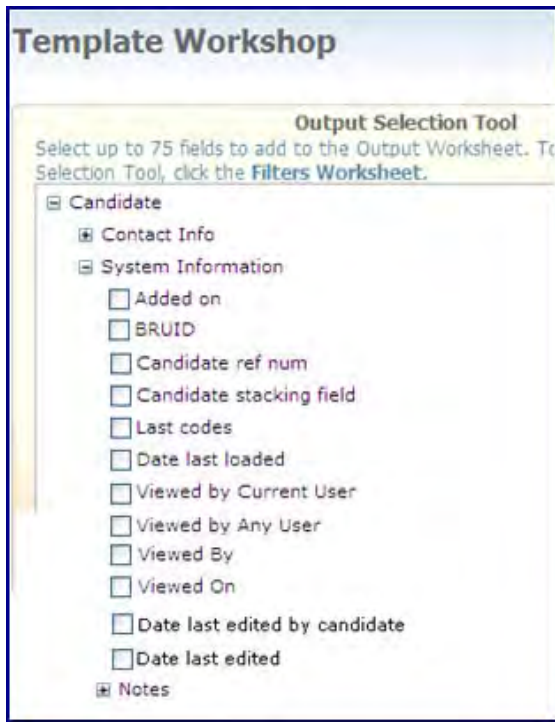 Template Workshop
Output Selection Tool
Select up to 75 fields to add to the Output Worksheet. To
Selection Tool, click the Filters Worksheet.
Candidate
Contact Info
System Information
Added on
BRUID
Candidate ref num
Candidate stacking field
Last codes
Date last loaded
Viewed by Current User
Viewed by Any User
Viewed By
Viewed On
Date last edited by candidate
Date last edited
Notes